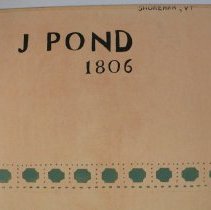 SHOREHAM, VT
J POND
1806